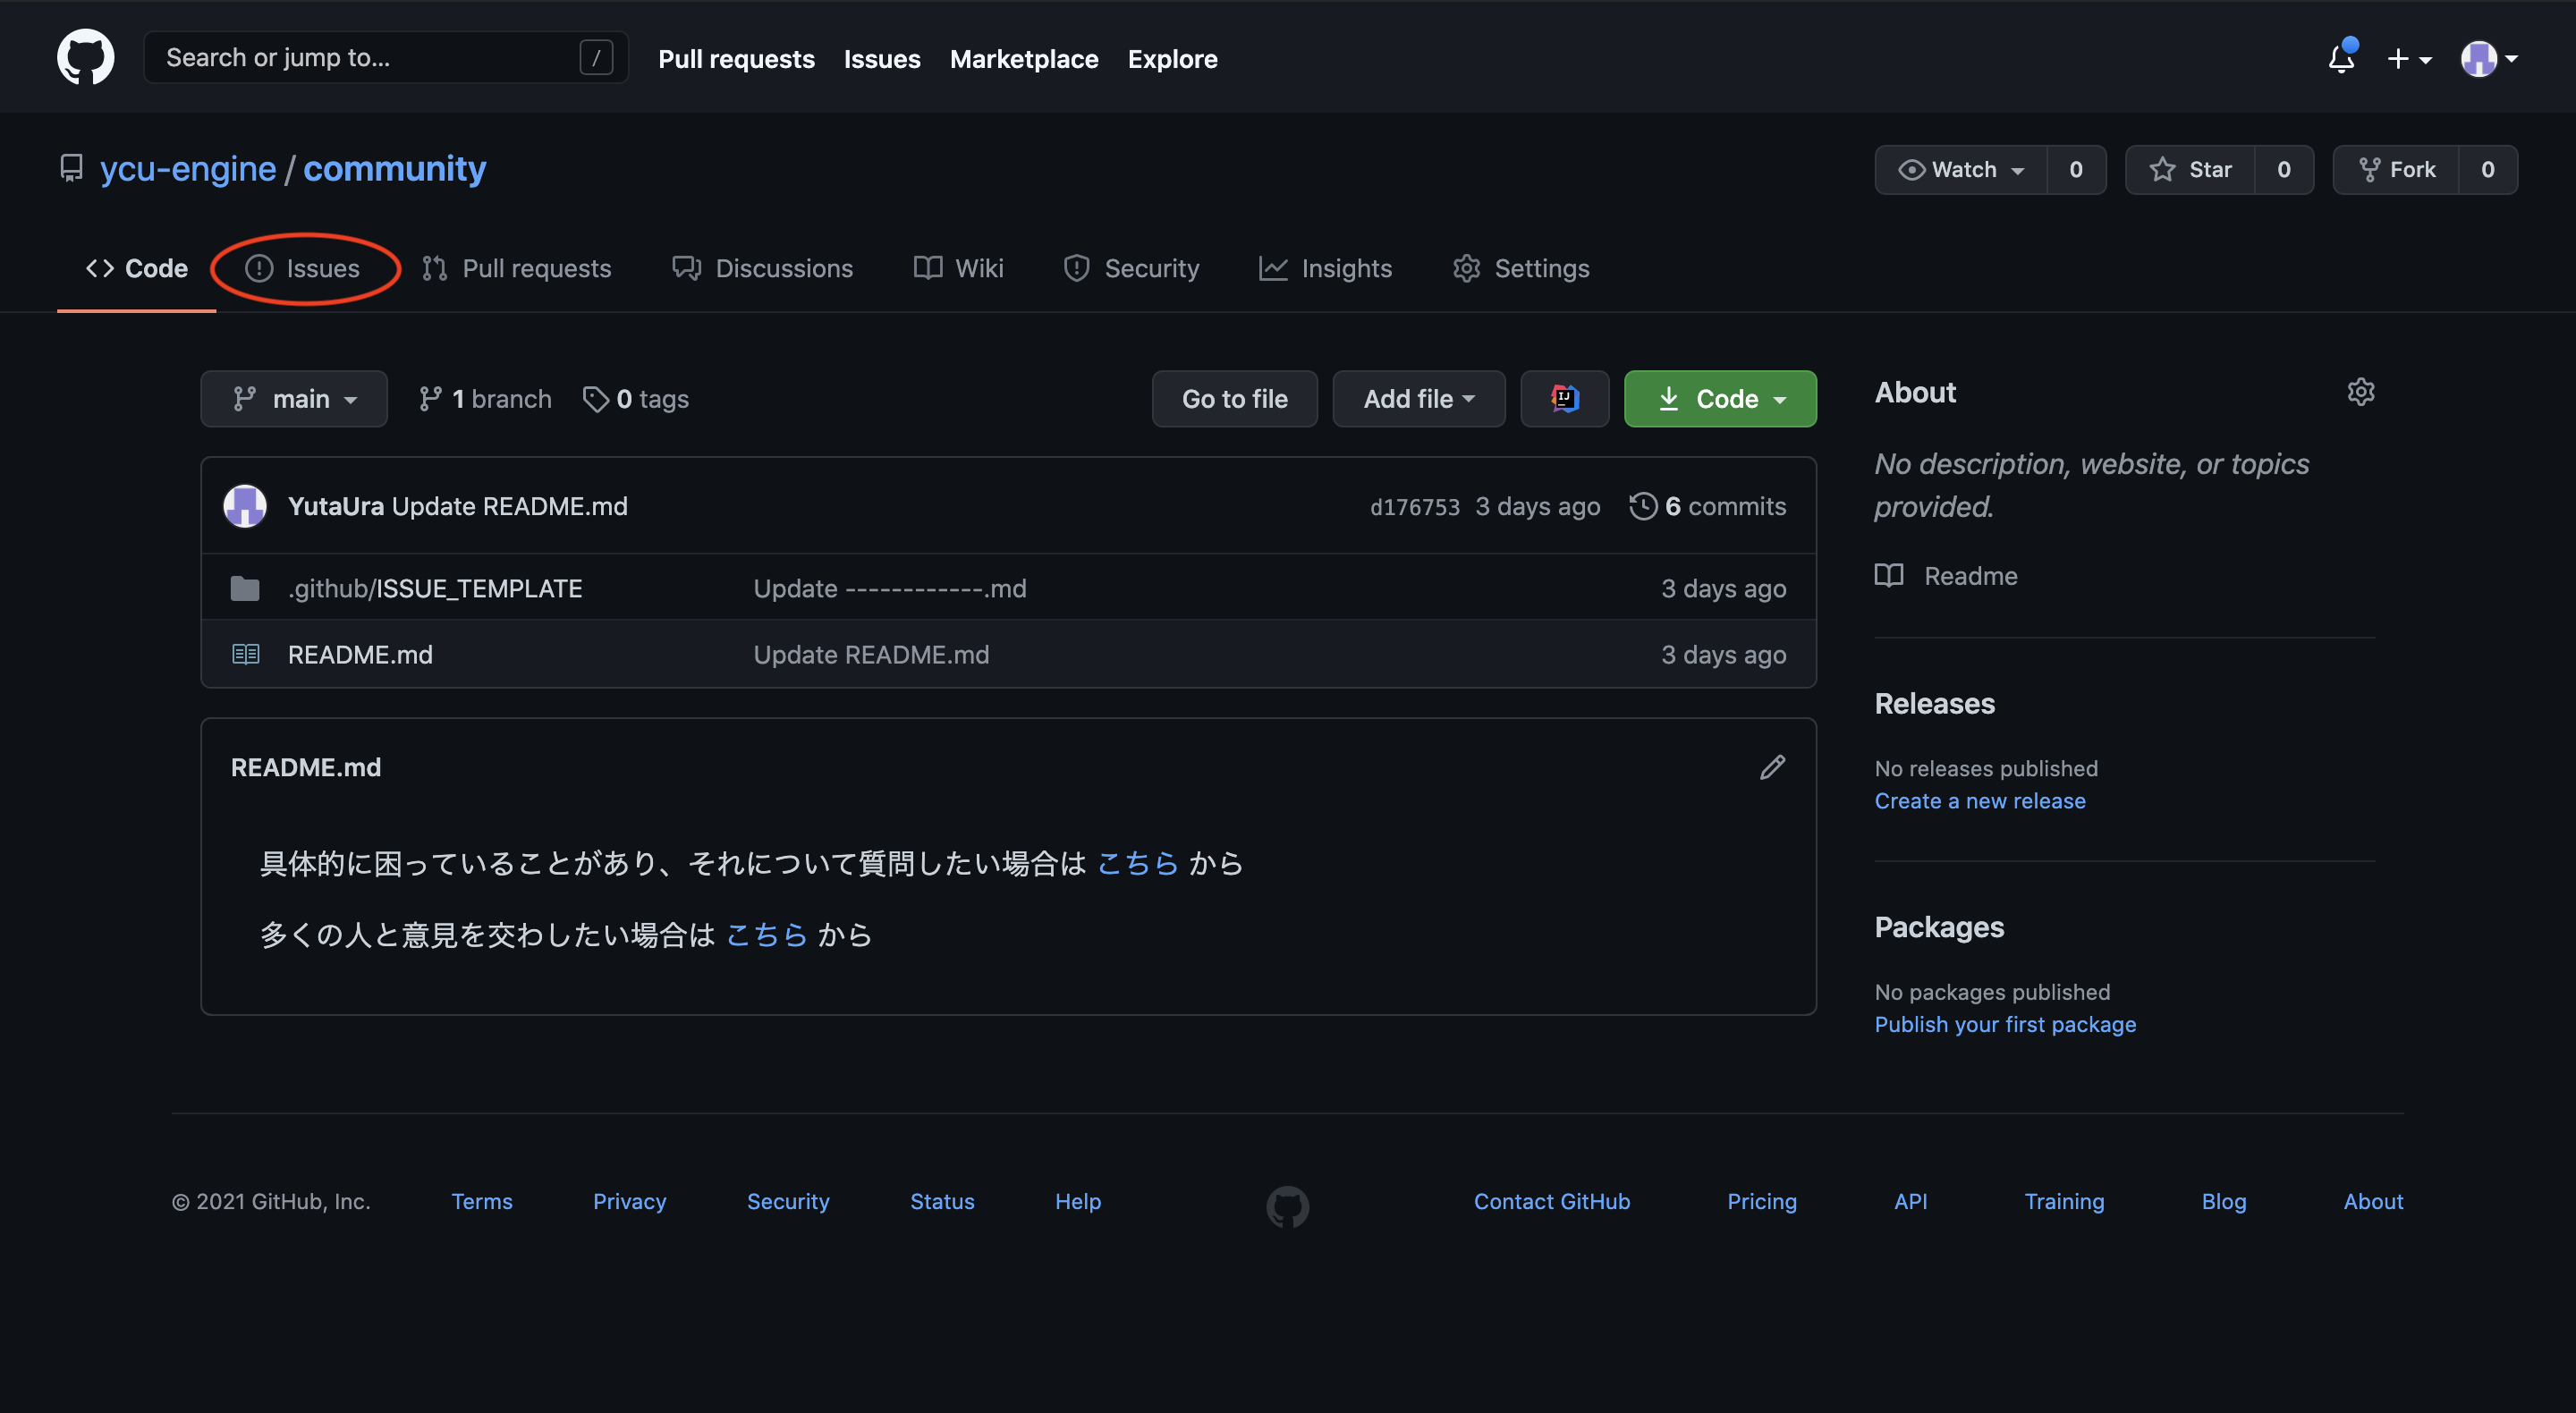 Search or jump to... /
Pull requests Issues Marketplace Explore
ycu-engine / community
Watch 0 Star 0 Fork 0
Code Issues Pull requests Discussions Wiki Security Insights Settings
main 1 branch 0 tags Go to file Add file IJ Code
YutaUra Update README.md d176753 3 days ago 6 commits
.github/ISSUE_TEMPLATE Update ------------.md 3 days ago
README.md Update README.md 3 days ago
README.md
具体的に困っていることがあり、それについて質問したい場合は こちら から
多くの人と意見を交わしたい場合は こちら から
About
No description, website, or topics
provided.
Readme
Releases
No releases published
Create a new release
Packages
No packages published
Publish your first package
© 2021 GitHub, Inc. Terms Privacy Security Status Help Contact GitHub Pricing API Training Blog About